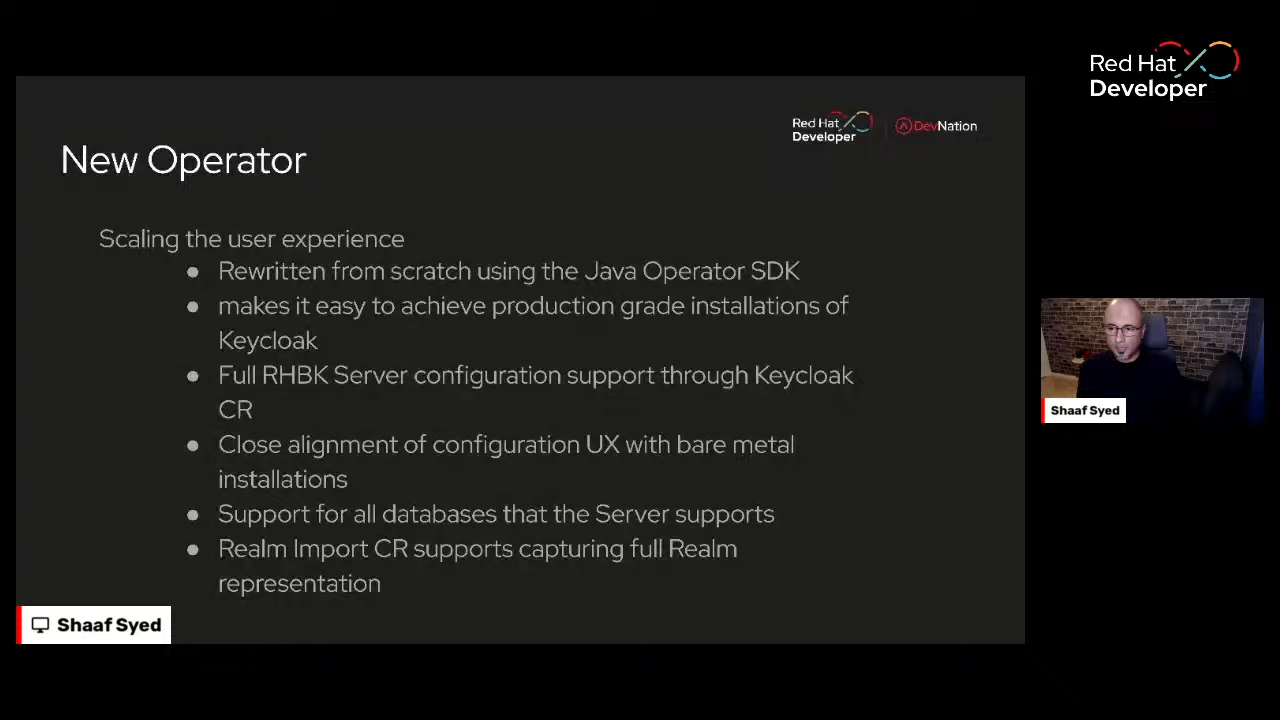 Red Hat
Developer
Red Hat
Developer
DevNation
New Operator
Scaling the user experience
● Rewritten from scratch using the Java Operator SDK
● makes it easy to achieve production grade installations of
Keycloak
● Full RHBK Server configuration support through Keycloak
CR
● Close alignment of configuration UX with bare metal
installations
● Support for all databases that the Server supports
● Realm Import CR supports capturing full Realm
representation
Shaaf Syed
Shaaf Syed